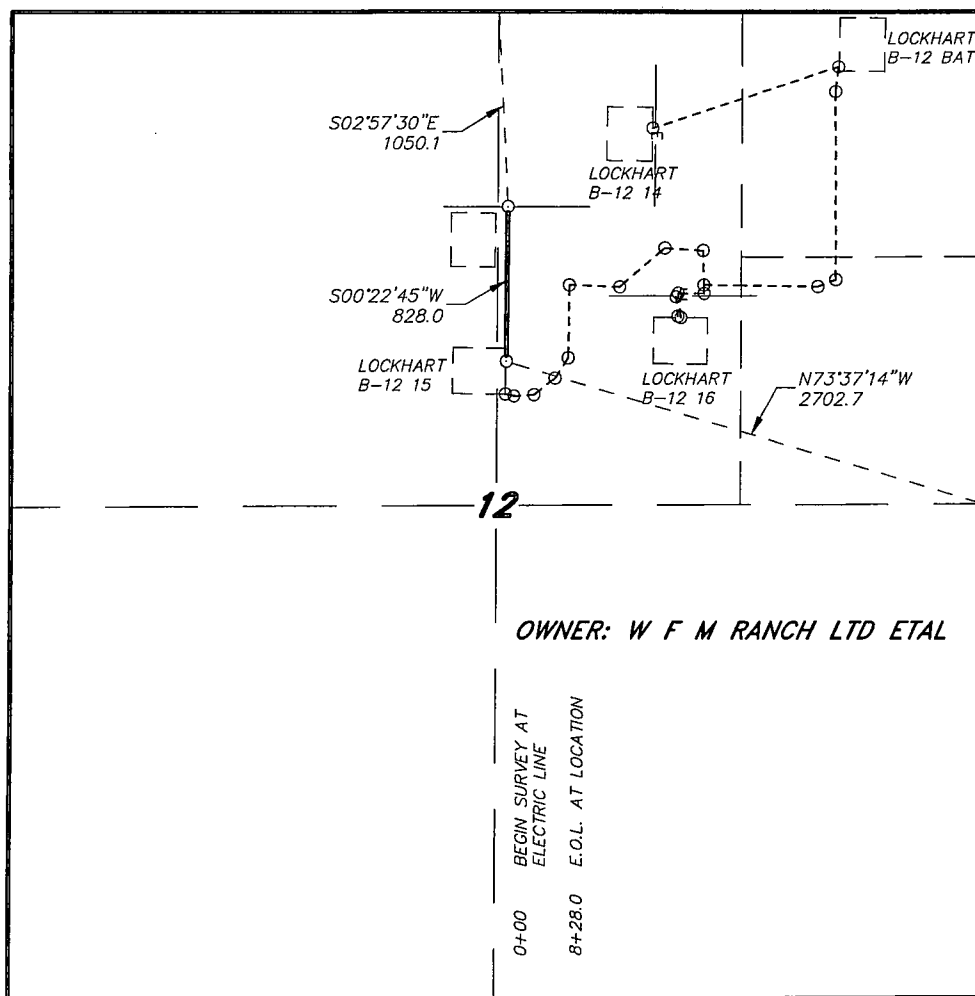 LOCKHART
B-12 BAT
S02°57'30"E
1050.1
LOCKHART
B-12 14
S00°22'45"W
828.0
LOCKHART
B-12 15
LOCKHART
B-12 16
N73°37'14"W
2702.7
12
OWNER: W F M RANCH LTD ETAL
0+00 BEGIN SURVEY AT
ELECTRIC LINE
8+28.0 E.O.L. AT LOCATION